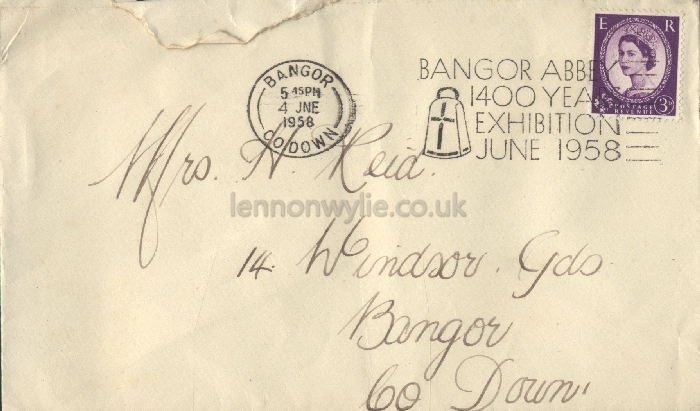 BANGOR
5 45PM
4 JNE
1958
CO DOWN
BANGOR ABBEY
1400 YEAR
EXHIBITION
JUNE 1958
E R
POSTAGE
REVENUE
3D
Mrs. H. Reid.
lennonwylie.co.uk
14. Windsor. Gds
Bangor
Co Down.